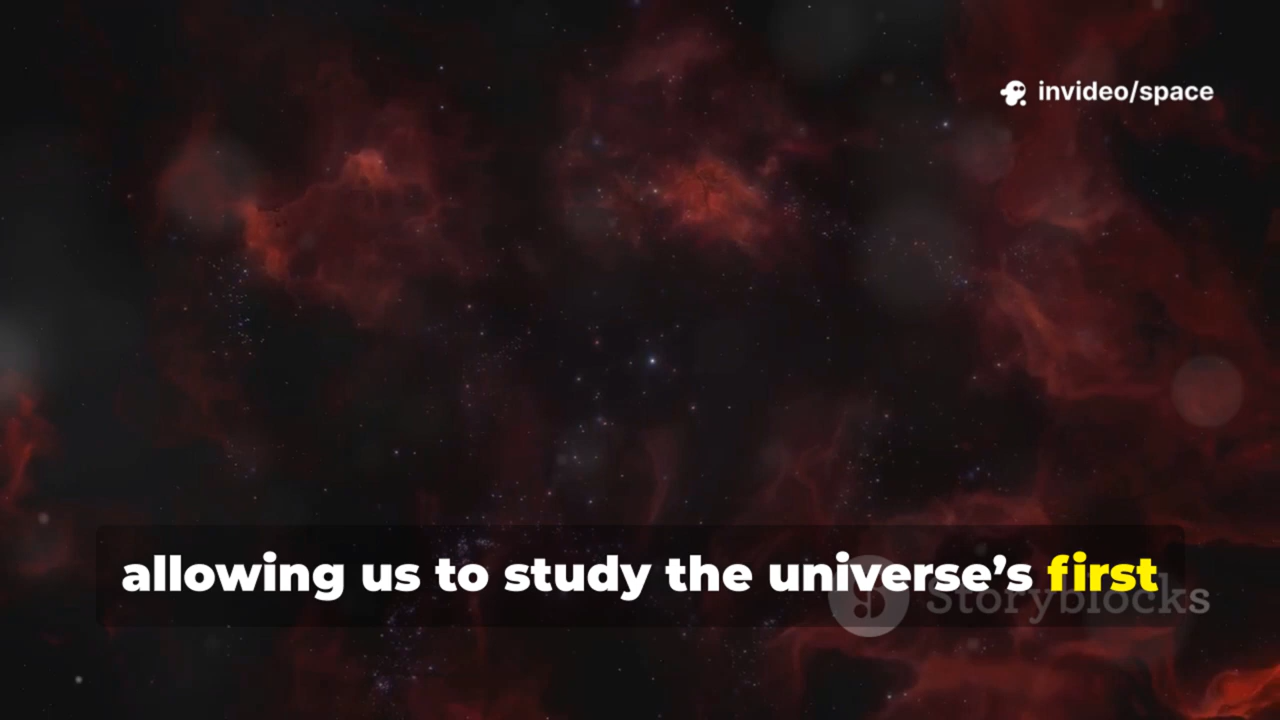 invideo/space
allowing us to study the universe’s first
Storyblocks